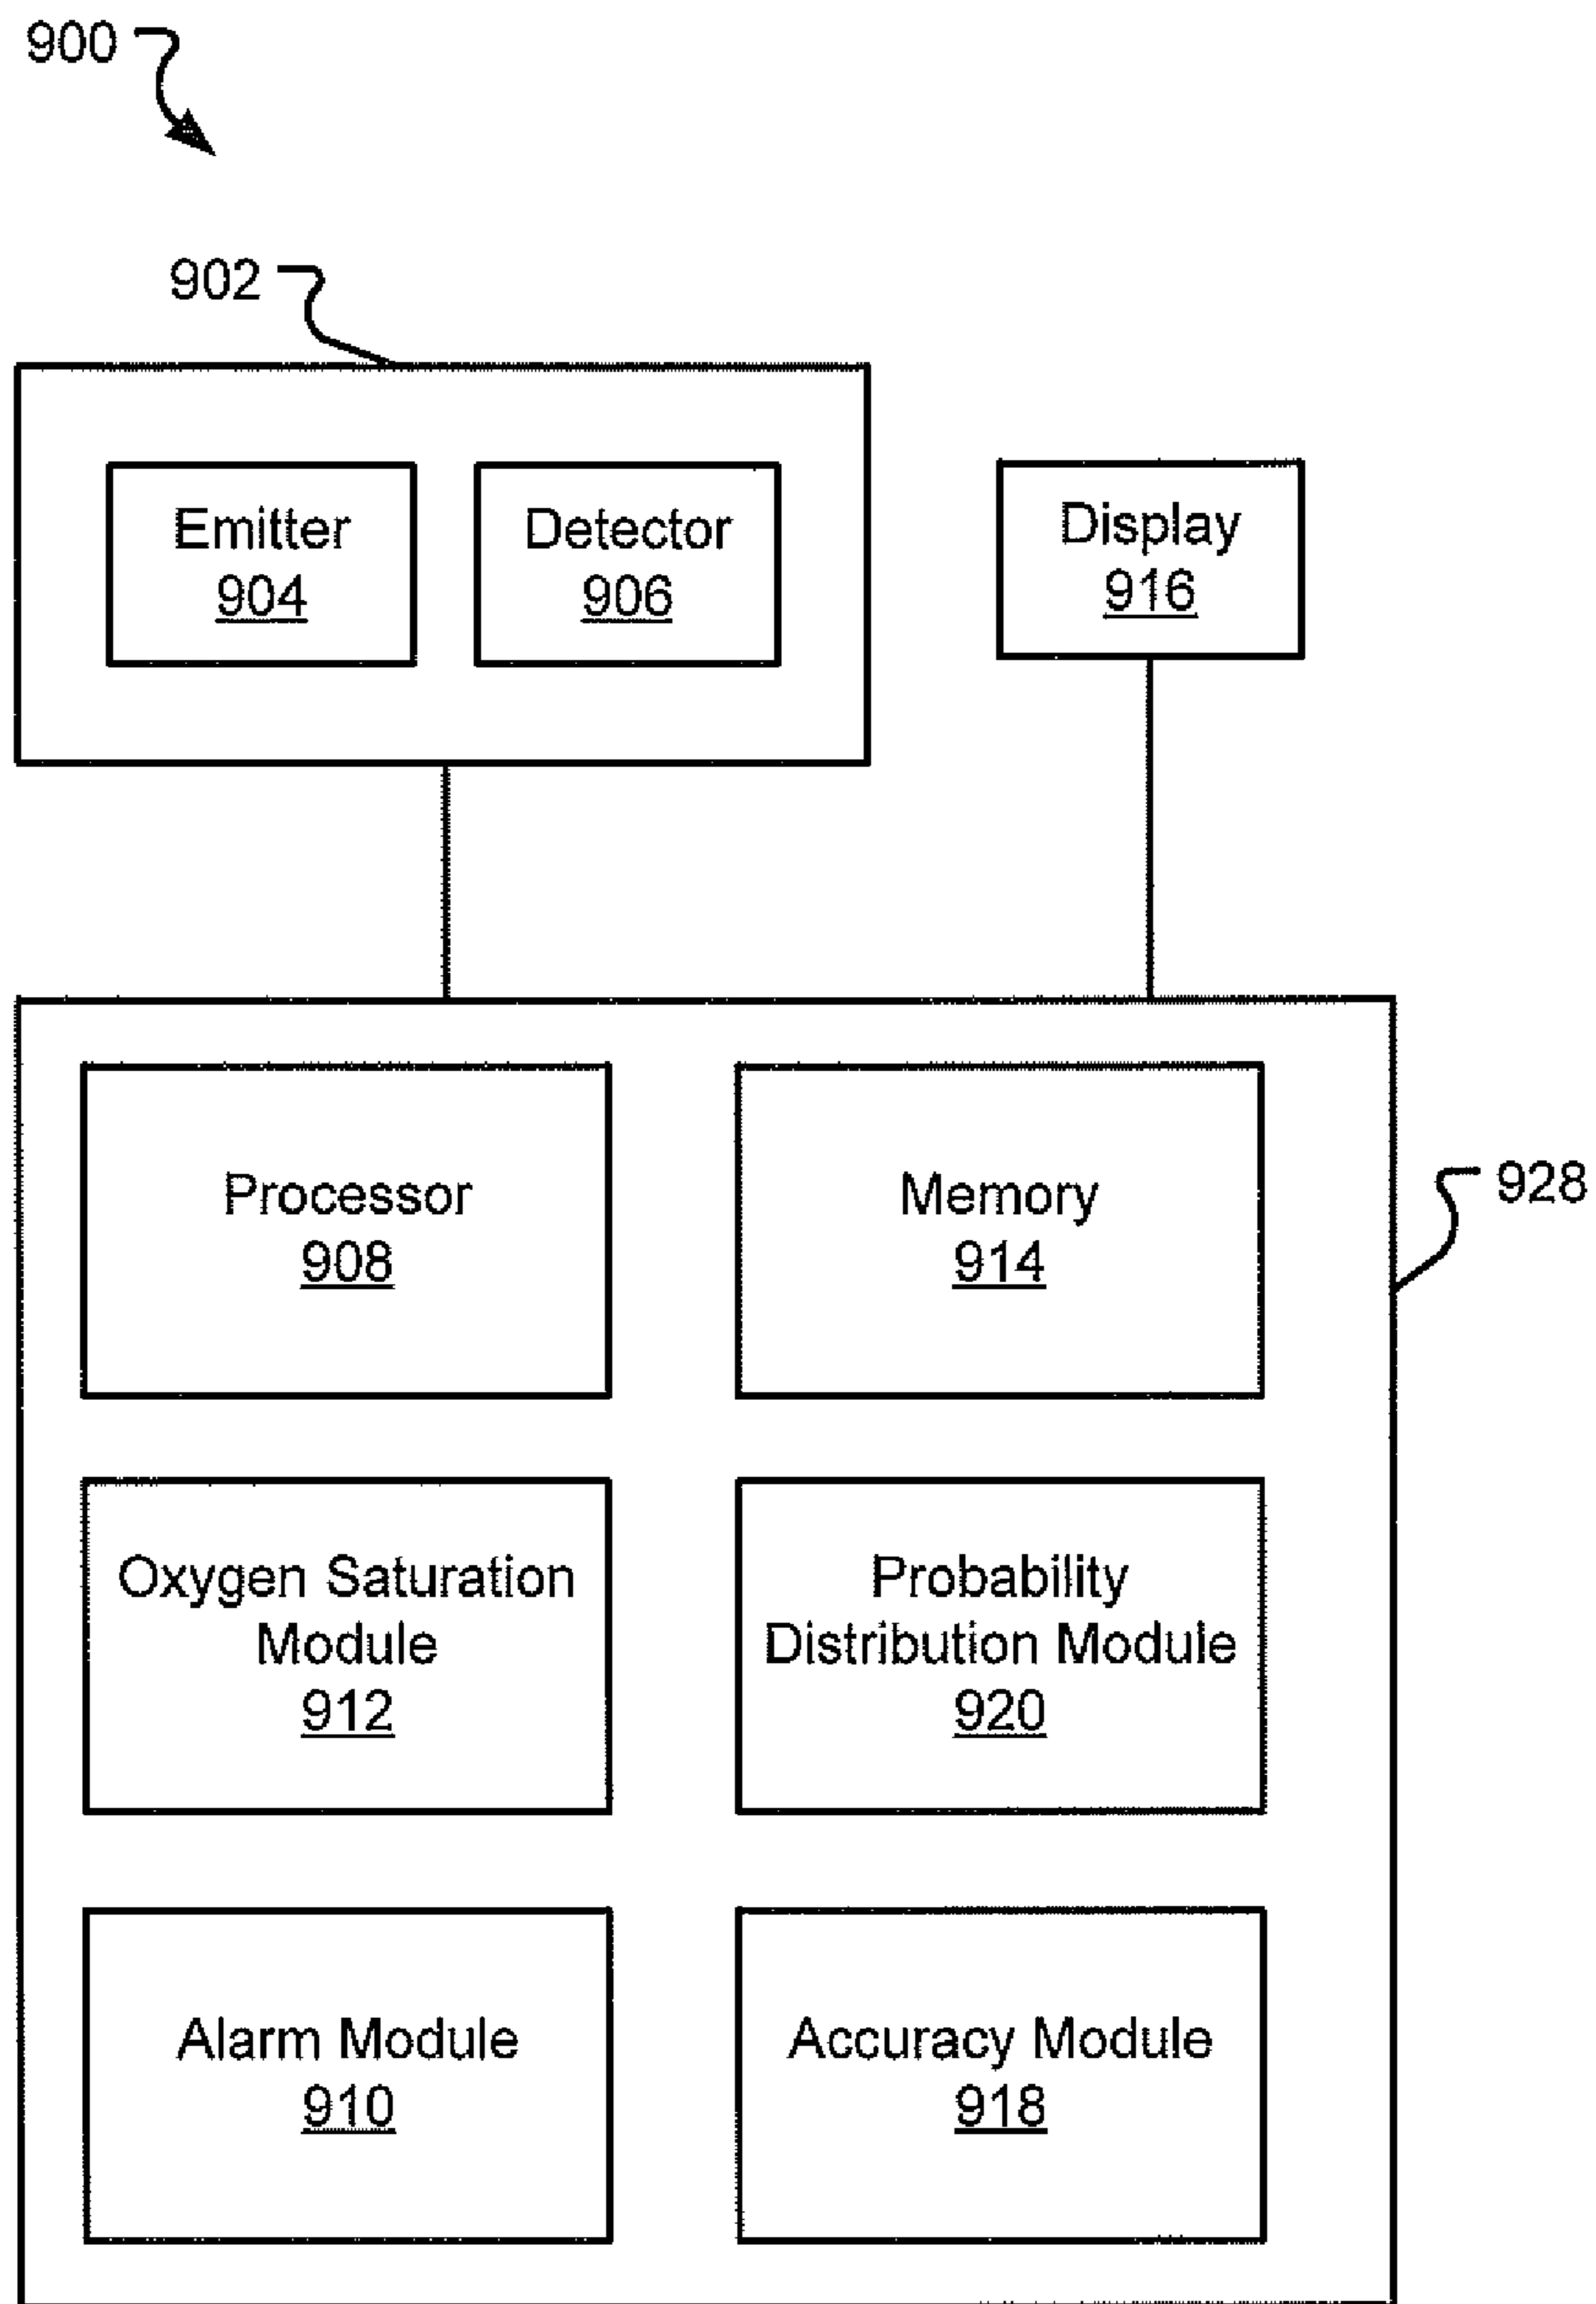 900
902
Emitter
904
Detector
906
Display
916
Processor
908
Memory
914
928
Oxygen Saturation
Module
912
Probability
Distribution Module
920
Alarm Module
910
Accuracy Module
918